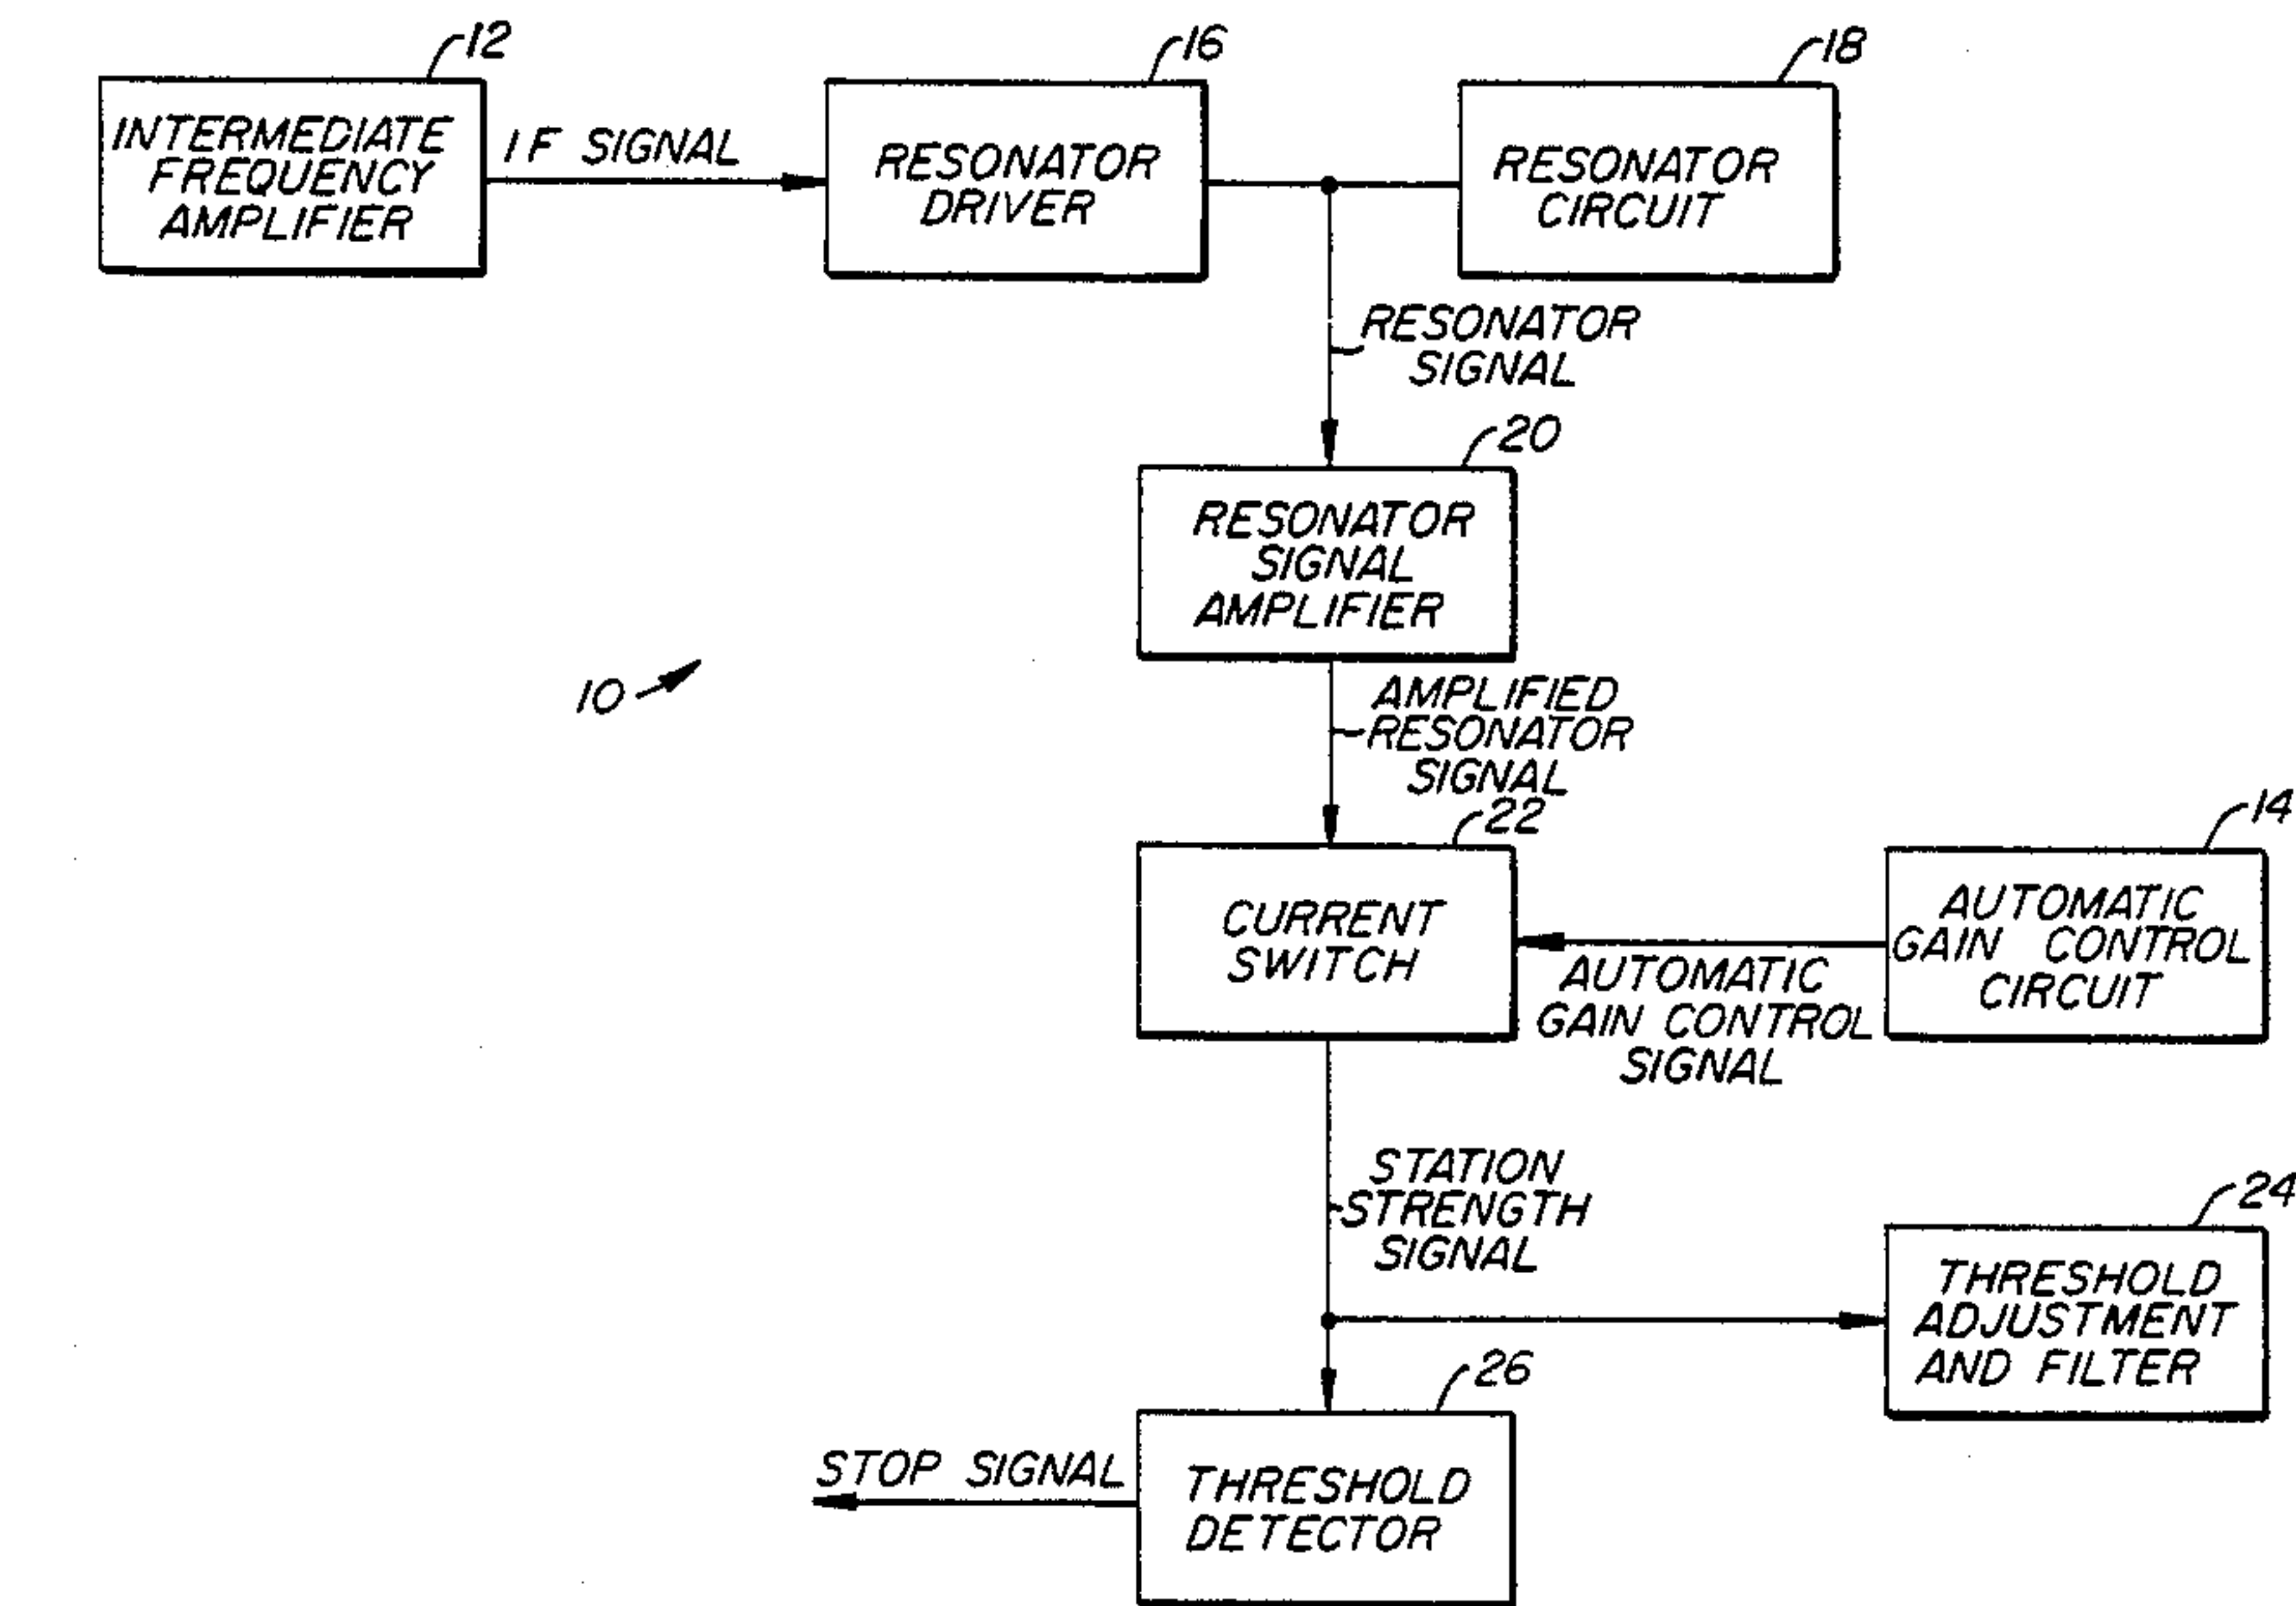 12
INTERMEDIATE
FREQUENCY
AMPLIFIER
IF SIGNAL
16
RESONATOR
DRIVER
18
RESONATOR
CIRCUIT
RESONATOR
SIGNAL
20
RESONATOR
SIGNAL
AMPLIFIER
10
AMPLIFIED
RESONATOR
SIGNAL
22
CURRENT
SWITCH
14
AUTOMATIC
GAIN CONTROL
CIRCUIT
AUTOMATIC
GAIN CONTROL
SIGNAL
STATION
STRENGTH
SIGNAL
24
THRESHOLD
ADJUSTMENT
AND FILTER
26
THRESHOLD
DETECTOR
STOP SIGNAL